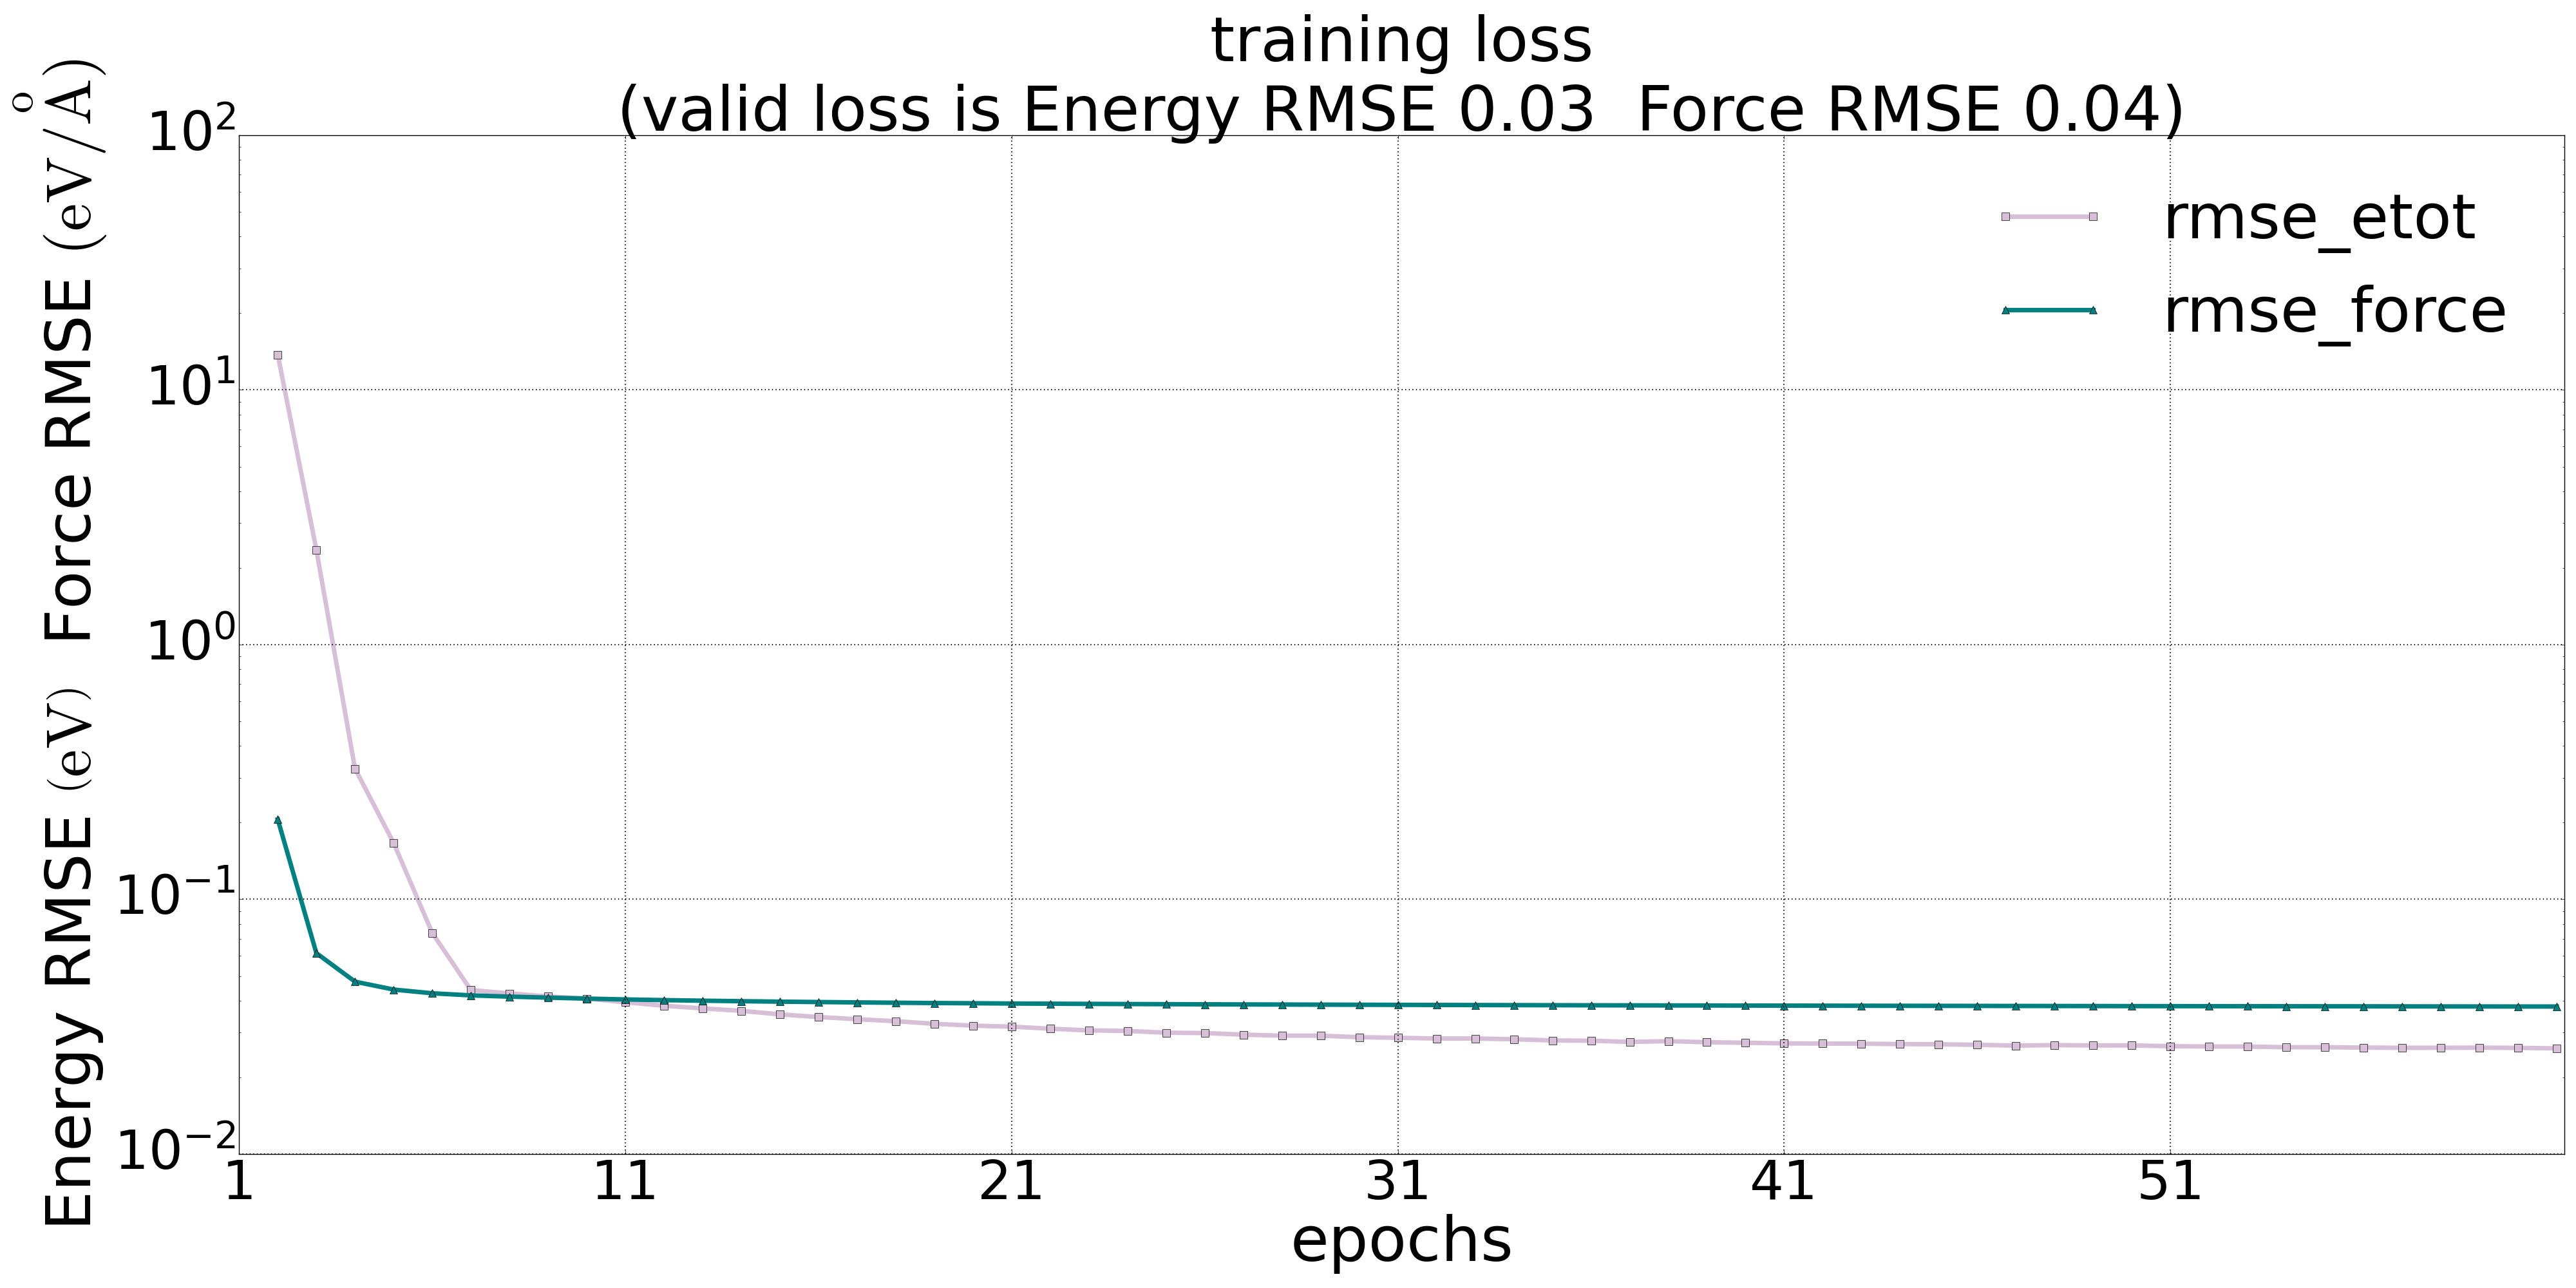 training loss
(valid loss is Energy RMSE 0.03 Force RMSE 0.04)
Energy RMSE (eV) Force RMSE (eV/Å)
10²
10¹
10⁰
10⁻¹
10⁻²
rmse_etot
rmse_force
1 11 21 31 41 51
epochs